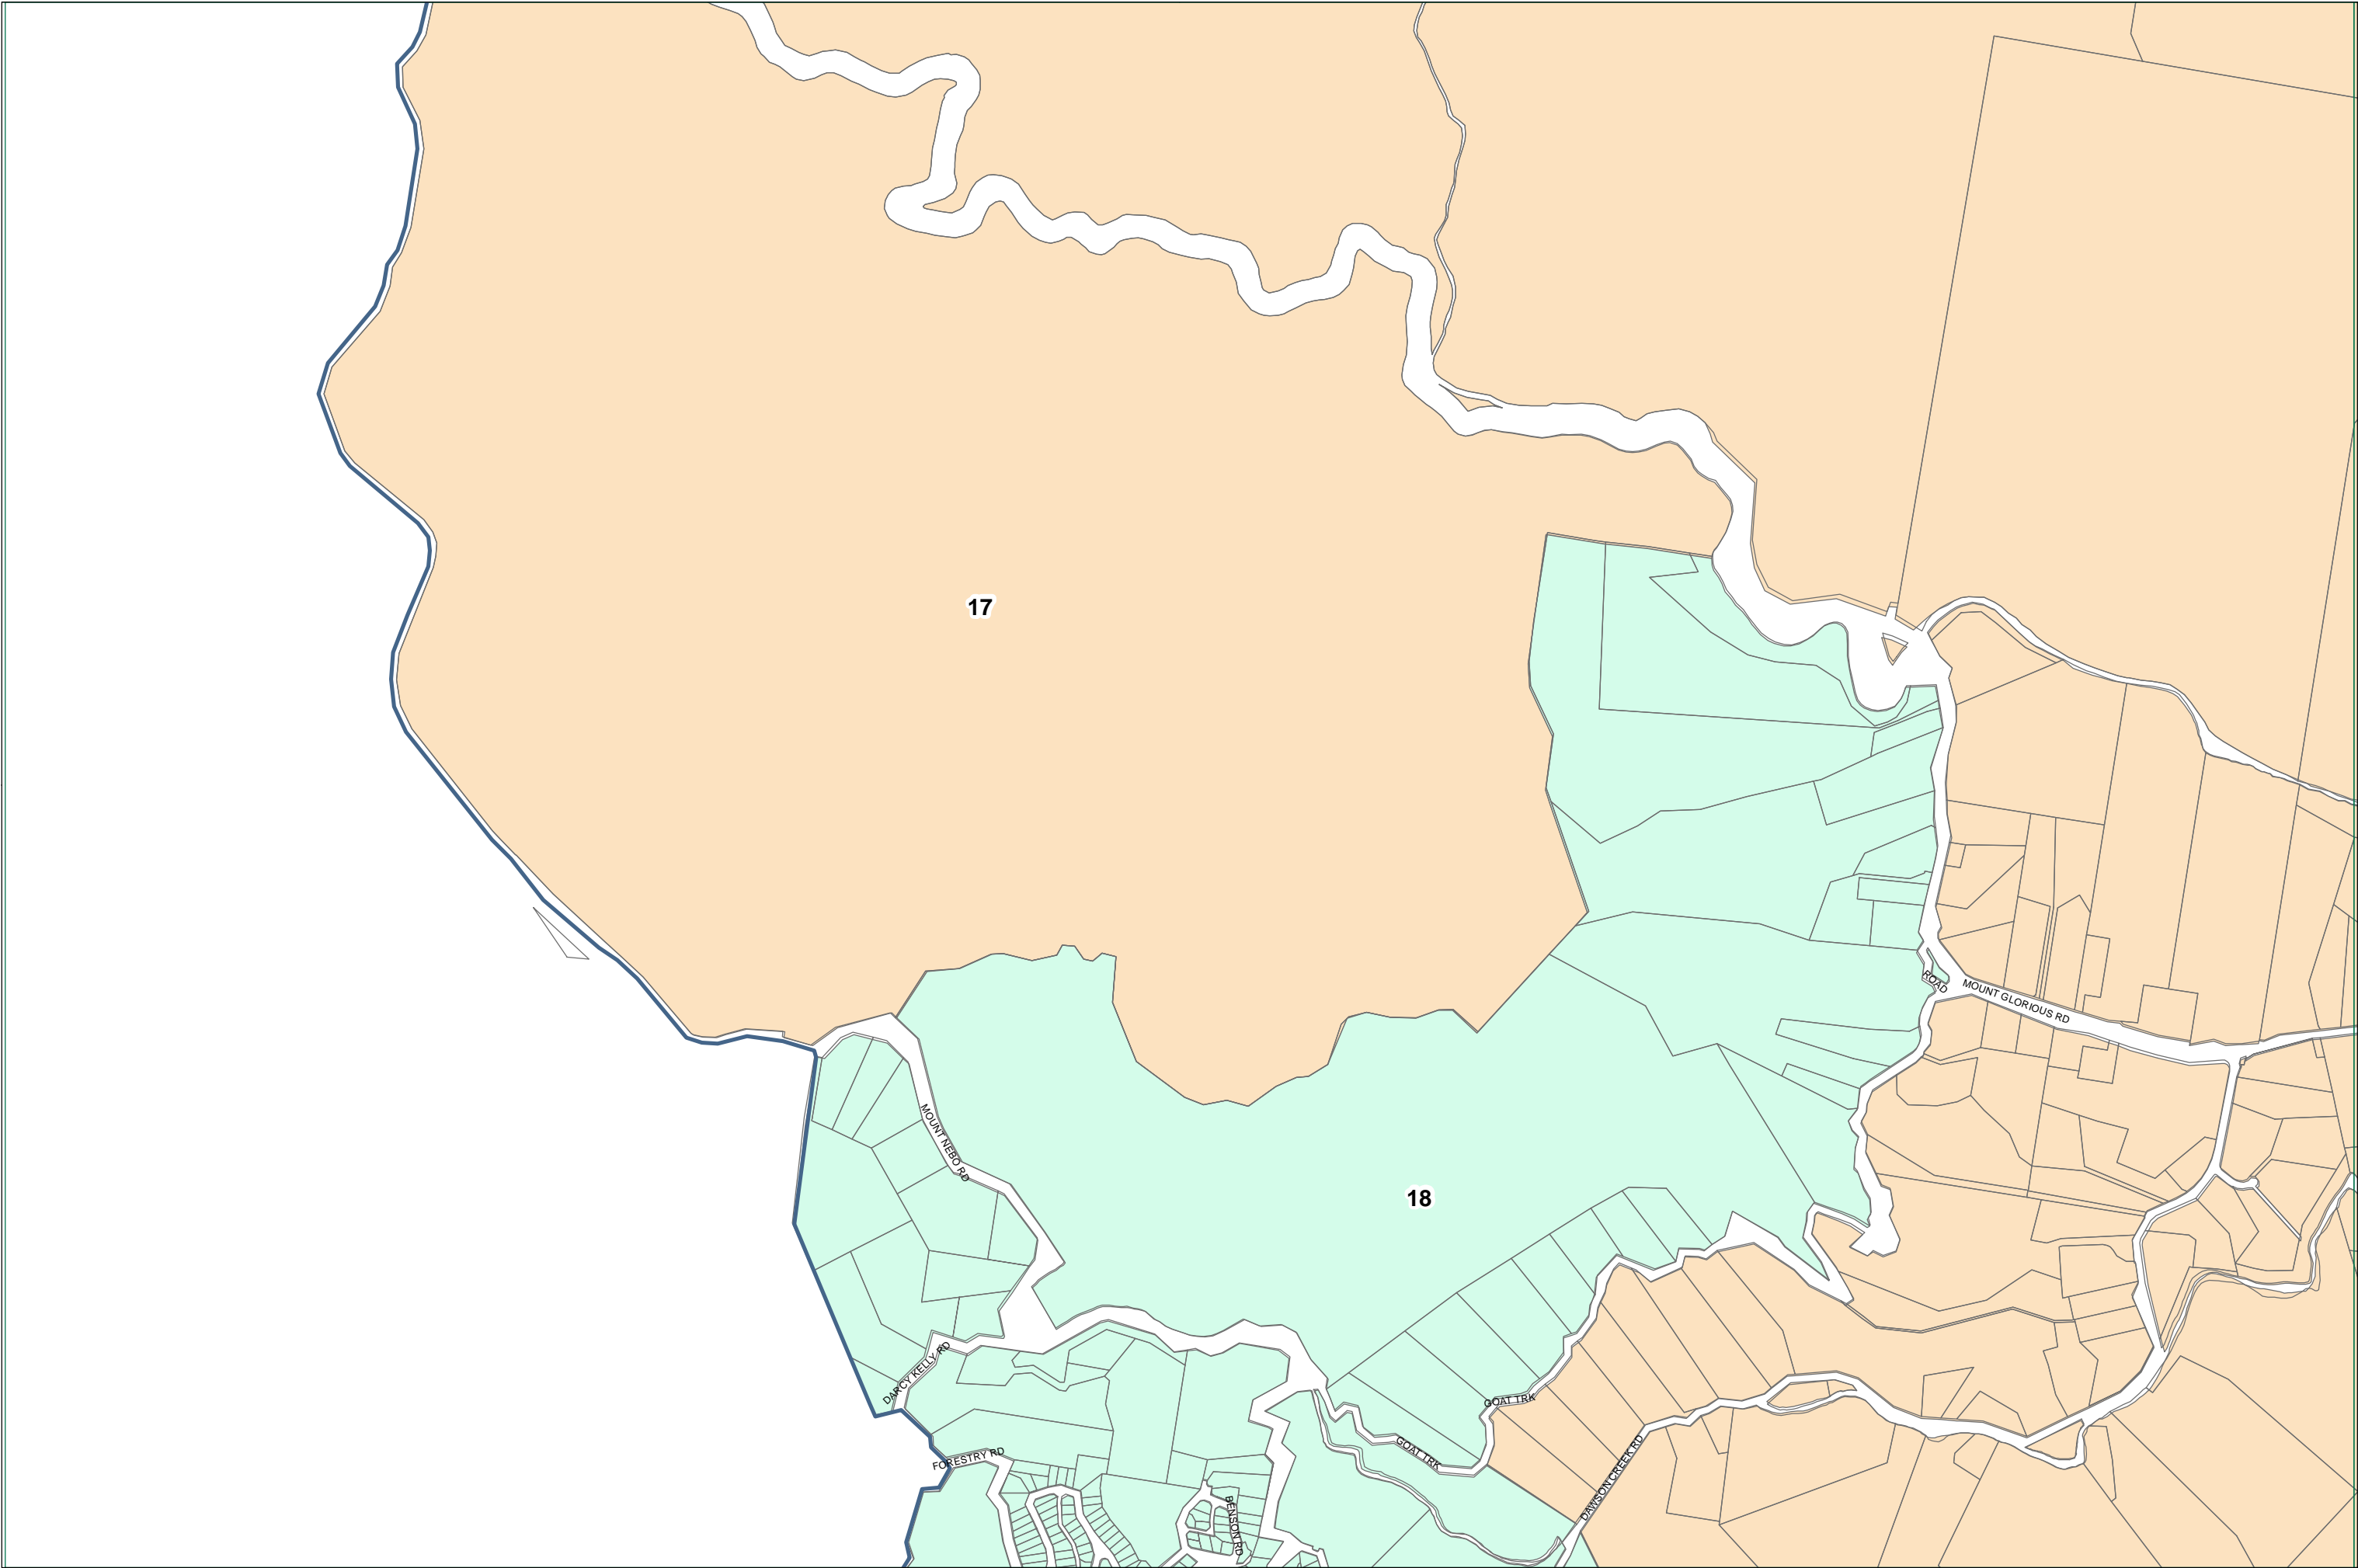 17
ROAD
MOUNT GLORIOUS RD
MOUNT NEBO RD
18
DARCY KELLY RD
GOAT TRK
GOAT TRK
FORESTRY RD
DAWSON CREEK RD
BENSON RD